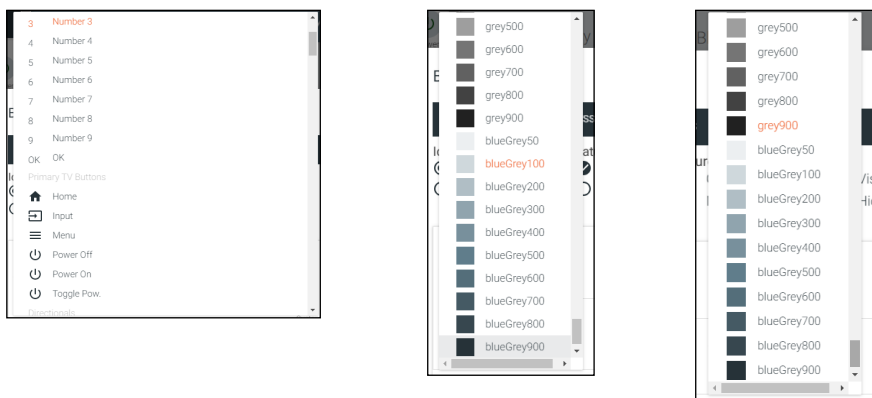 3 Number 3
4 Number 4
5 Number 5
6 Number 6
7 Number 7
8 Number 8
9 Number 9
OK OK
Primary TV Buttons
Home
Input
Menu
Power Off
Power On
Toggle Pow.
Directionals
grey500
grey600
grey700
grey800
grey900
blueGrey50
blueGrey100
blueGrey200
blueGrey300
blueGrey400
blueGrey500
blueGrey600
blueGrey700
blueGrey800
blueGrey900
grey500
grey600
grey700
grey800
grey900
blueGrey50
blueGrey100
blueGrey200
blueGrey300
blueGrey400
blueGrey500
blueGrey600
blueGrey700
blueGrey800
blueGrey900